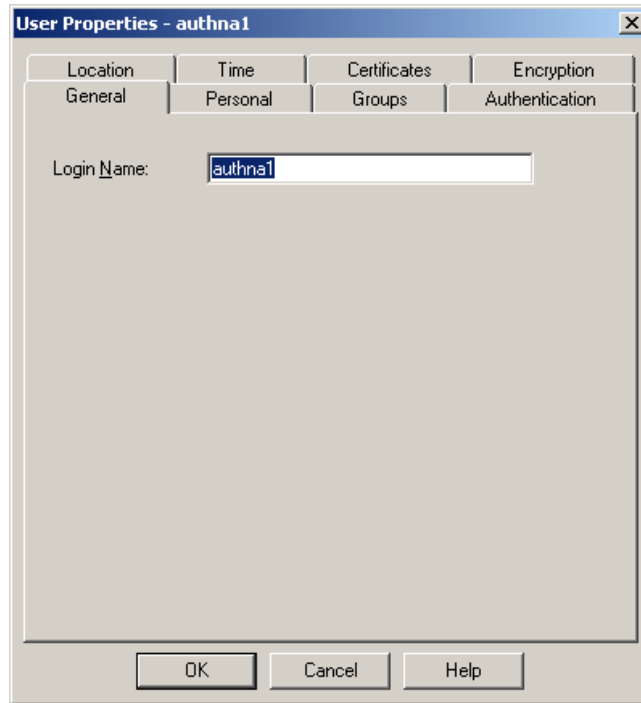 User Properties - authna1
Location Time Certificates Encryption
General Personal Groups Authentication
Login Name: authna1
OK Cancel Help